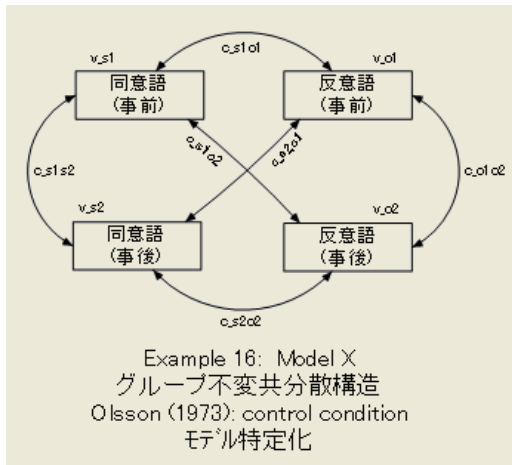 c_s1o1
v_s1
v_o1
同意語
(事前)
反意語
(事前)
c_s1o2
c_s2o1
c_s1s2
c_o1o2
v_s2
v_o2
同意語
(事後)
反意語
(事後)
c_s2o2
Example 16: Model X
グループ不変共分散構造
Olsson (1973): control condition
モデル特定化